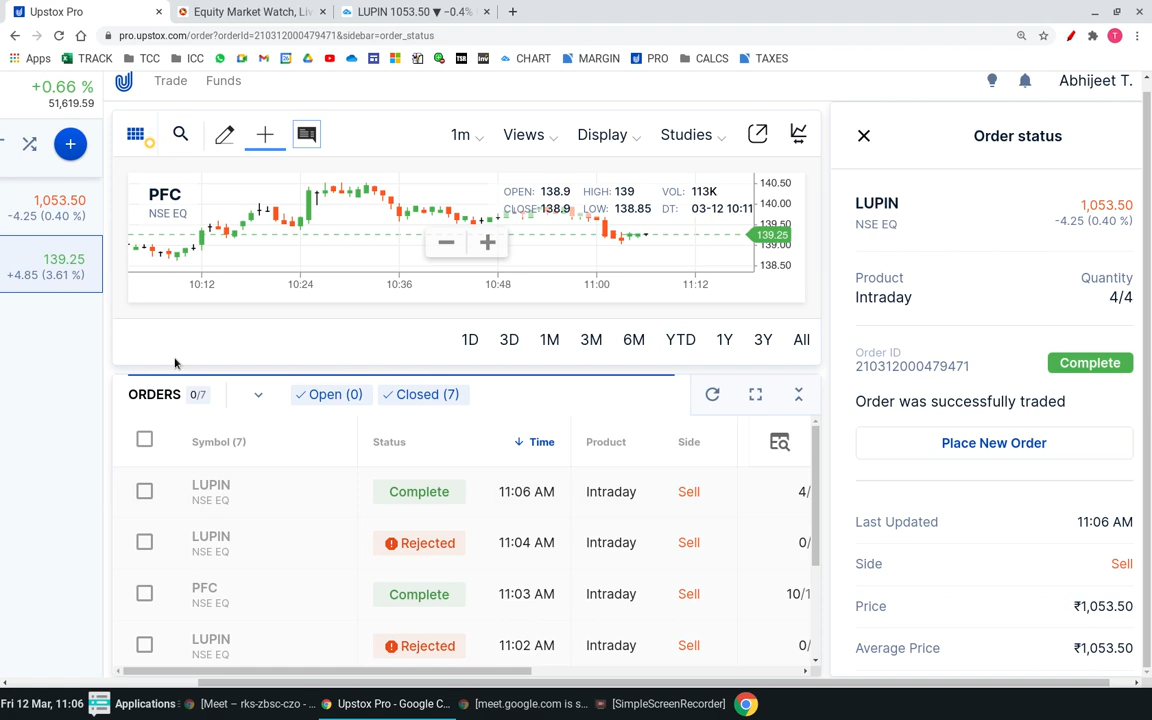 Upstox Pro
Equity Market Watch, Liv
LUPIN 1053.50 ▼ −0.4%
pro.upstox.com/order?orderId=210312000479471&sidebar=order_status
Apps
TRACK
TCC
ICC
CHART
MARGIN
PRO
CALCS
TAXES
+0.66 %
51,619.59
Trade
Funds
Abhijeet T.
1m
Views
Display
Studies
Order status
1,053.50
-4.25 (0.40 %)
139.25
+4.85 (3.61 %)
PFC
NSE EQ
OPEN: 138.9 HIGH: 139 VOL: 113K
CLOSE: 138.9 LOW: 138.85 DT: 03-12 10:11
140.50
140.00
139.50
139.25
139.00
138.50
10:12
10:24
10:36
10:48
11:00
11:12
1D 3D 1M 3M 6M YTD 1Y 3Y All
LUPIN
NSE EQ
1,053.50
-4.25 (0.40 %)
Product
Quantity
Intraday
4/4
Order ID
210312000479471
Complete
Order was successfully traded
Place New Order
Last Updated 11:06 AM
Side Sell
Price ₹1,053.50
Average Price ₹1,053.50
ORDERS 0/7
Open (0)
Closed (7)
Symbol (7) Status Time Product Side
LUPIN
NSE EQ
Complete 11:06 AM Intraday Sell 4/
LUPIN
NSE EQ
Rejected 11:04 AM Intraday Sell 0/
PFC
NSE EQ
Complete 11:03 AM Intraday Sell 10/1
LUPIN
NSE EQ
Rejected 11:02 AM Intraday Sell 0/
Fri 12 Mar, 11:06
Applications
[Meet – rks-zbsc-czo - ...
Upstox Pro - Google C...
[meet.google.com is s...
[SimpleScreenRecorder]